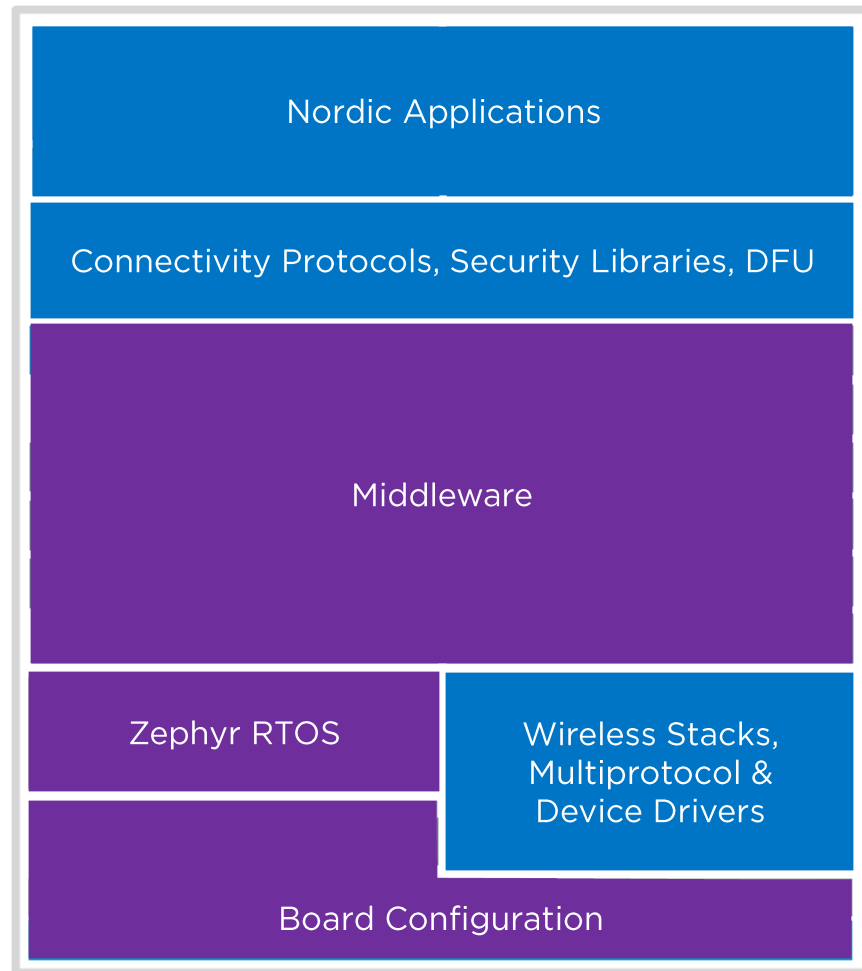 Nordic Applications
Connectivity Protocols, Security Libraries, DFU
Middleware
Zephyr RTOS
Wireless Stacks,
Multiprotocol &
Device Drivers
Board Configuration